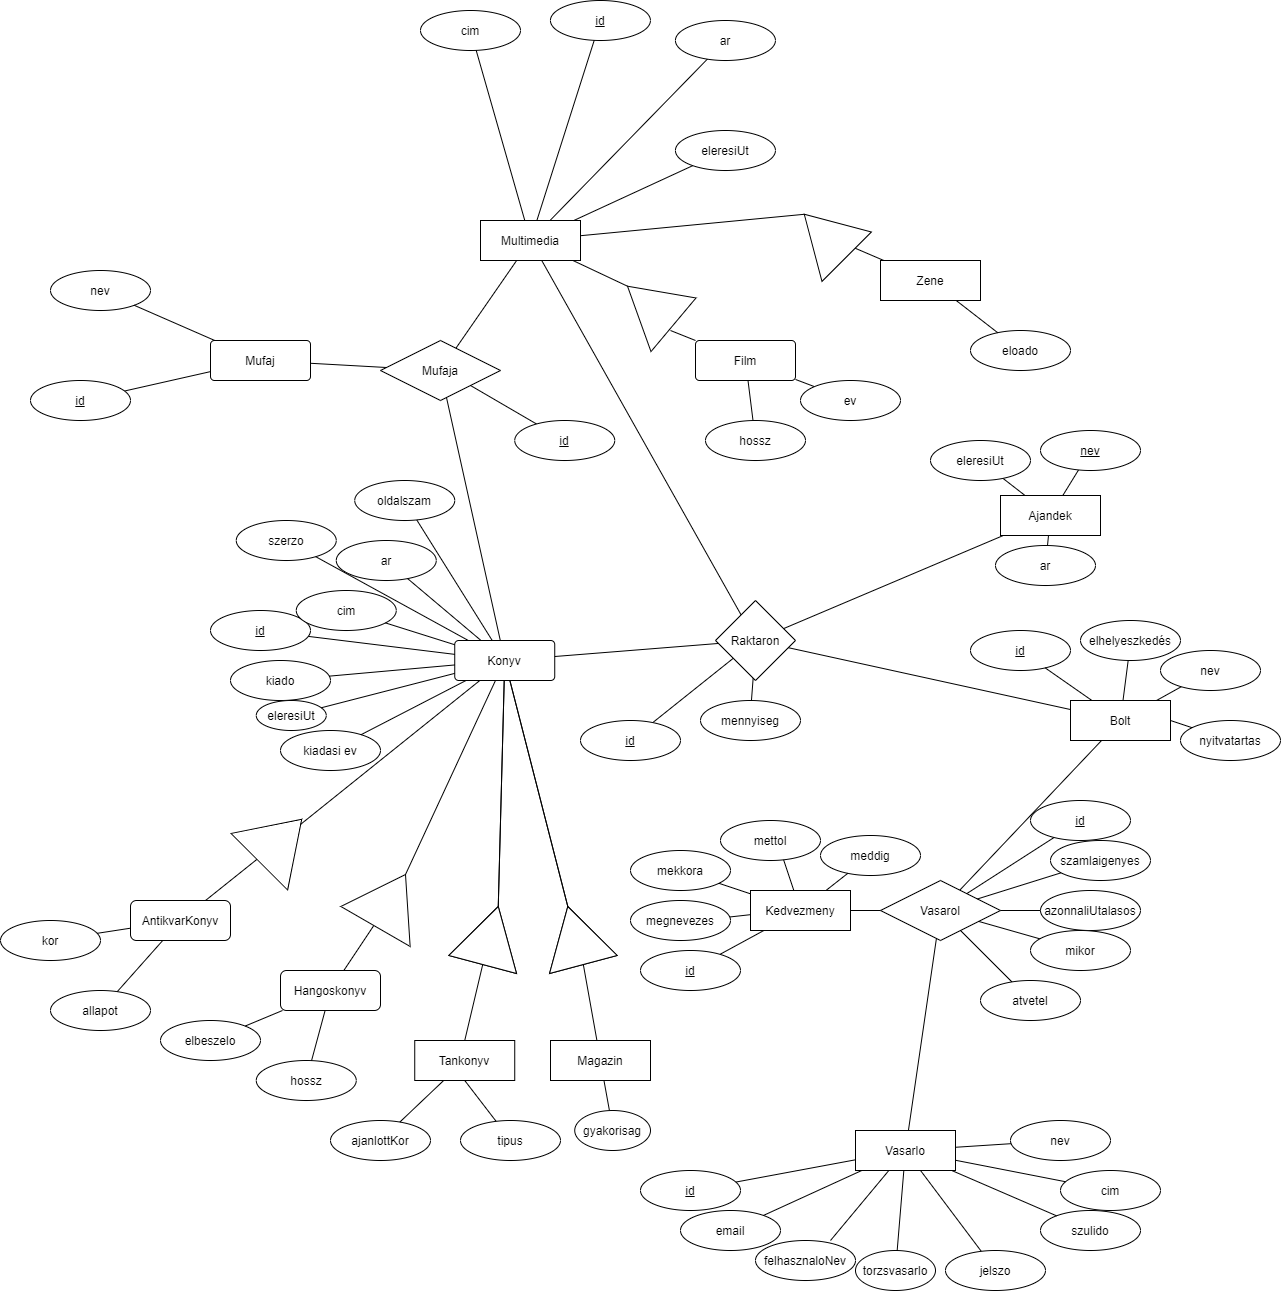 id
cim
ar
eleresiUt
Multimedia
Zene
nev
eloado
Mufaj
Film
Mufaja
id
ev
id
hossz
nev
eleresiUt
oldalszam
Ajandek
szerzo
ar
ar
cim
id
Raktaron
elhelyeszkedés
id
Konyv
nev
kiado
eleresiUt
mennyiseg
Bolt
id
nyitvatartas
kiadasi ev
id
mettol
meddig
szamlaigenyes
mekkora
Kedvezmeny
Vasarol
azonnaliUtalasos
megnevezes
AntikvarKonyv
kor
mikor
id
Hangoskonyv
atvetel
allapot
elbeszelo
Tankonyv
Magazin
hossz
gyakorisag
ajanlottKor
tipus
nev
Vasarlo
id
cim
email
szulido
felhasznaloNev
torzsvasarlo
jelszo